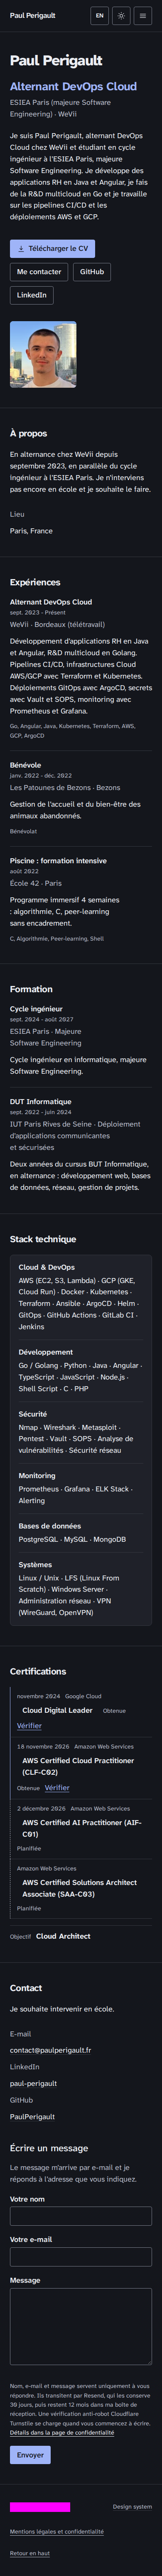 Paul Perigault
EN
Paul Perigault
Alternant DevOps Cloud
ESIEA Paris (majeure Software
Engineering) · WeVii
Je suis Paul Perigault, alternant DevOps
Cloud chez WeVii et étudiant en cycle
ingénieur à l'ESIEA Paris, majeure
Software Engineering. Je développe des
applications RH en Java et Angular, je fais
de la R&D multicloud en Go et je travaille
sur les pipelines CI/CD et les
déploiements AWS et GCP.
Télécharger le CV
Me contacter
GitHub
LinkedIn
À propos
En alternance chez WeVii depuis
septembre 2023, en parallèle du cycle
ingénieur à l'ESIEA Paris. Je n'interviens
pas encore en école et je souhaite le faire.
Lieu
Paris, France
Expériences
Alternant DevOps Cloud
sept. 2023 - Présent
WeVii · Bordeaux (télétravail)
Développement d'applications RH en Java
et Angular, R&D multicloud en Golang.
Pipelines CI/CD, infrastructures Cloud
AWS/GCP avec Terraform et Kubernetes.
Déploiements GitOps avec ArgoCD, secrets
avec Vault et SOPS, monitoring avec
Prometheus et Grafana.
Go, Angular, Java, Kubernetes, Terraform, AWS,
GCP, ArgoCD
Bénévole
janv. 2022 - déc. 2022
Les Patounes de Bezons · Bezons
Gestion de l'accueil et du bien-être des
animaux abandonnés.
Bénévolat
Piscine : formation intensive
août 2022
École 42 · Paris
Programme immersif 4 semaines
: algorithmie, C, peer-learning
sans encadrement.
C, Algorithmie, Peer-learning, Shell
Formation
Cycle ingénieur
sept. 2024 - août 2027
ESIEA Paris · Majeure
Software Engineering
Cycle ingénieur en informatique, majeure
Software Engineering.
DUT Informatique
sept. 2022 - juin 2024
IUT Paris Rives de Seine · Déploiement
d'applications communicantes
et sécurisées
Deux années du cursus BUT Informatique,
en alternance : développement web, bases
de données, réseau, gestion de projets.
Stack technique
Cloud & DevOps
AWS (EC2, S3, Lambda) · GCP (GKE,
Cloud Run) · Docker · Kubernetes ·
Terraform · Ansible · ArgoCD · Helm ·
GitOps · GitHub Actions · GitLab CI ·
Jenkins
Développement
Go / Golang · Python · Java · Angular ·
TypeScript · JavaScript · Node.js ·
Shell Script · C · PHP
Sécurité
Nmap · Wireshark · Metasploit ·
Pentest · Vault · SOPS · Analyse de
vulnérabilités · Sécurité réseau
Monitoring
Prometheus · Grafana · ELK Stack ·
Alerting
Bases de données
PostgreSQL · MySQL · MongoDB
Systèmes
Linux / Unix · LFS (Linux From
Scratch) · Windows Server ·
Administration réseau · VPN
(WireGuard, OpenVPN)
Certifications
novembre 2024 Google Cloud
Cloud Digital Leader Obtenue
Vérifier
18 novembre 2026 Amazon Web Services
AWS Certified Cloud Practitioner
(CLF-C02)
Obtenue Vérifier
2 décembre 2026 Amazon Web Services
AWS Certified AI Practitioner (AIF-
C01)
Planifiée
Amazon Web Services
AWS Certified Solutions Architect
Associate (SAA-C03)
Planifiée
Objectif Cloud Architect
Contact
Je souhaite intervenir en école.
E-mail
contact@paulperigault.fr
LinkedIn
paul-perigault
GitHub
PaulPerigault
Écrire un message
Le message m'arrive par e-mail et je
réponds à l'adresse que vous indiquez.
Votre nom
Votre e-mail
Message
Nom, e-mail et message servent uniquement à vous
répondre. Ils transitent par Resend, qui les conserve
30 jours, puis restent 12 mois dans ma boîte de
réception. Une vérification anti-robot Cloudflare
Turnstile se charge quand vous commencez à écrire.
Détails dans la page de confidentialité
Envoyer
Design system
Mentions légales et confidentialité
Retour en haut